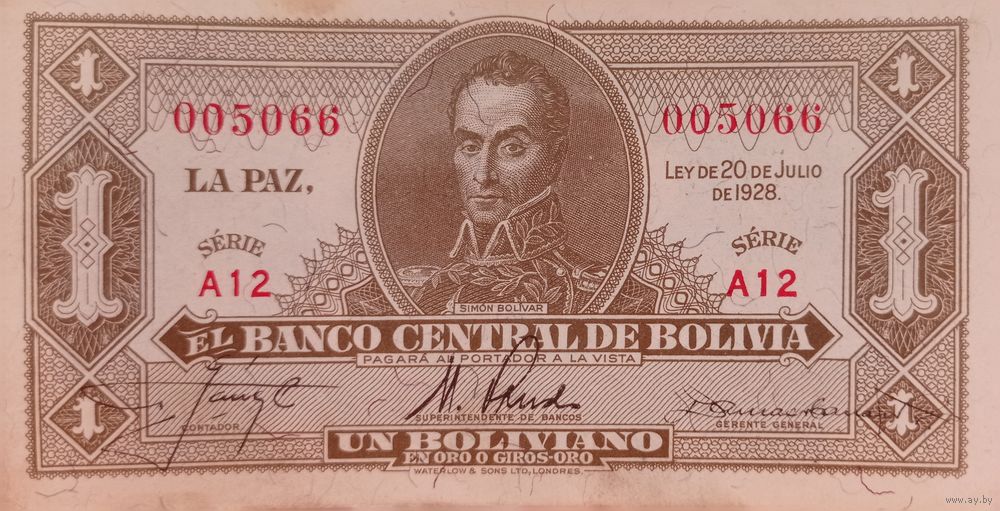 1 1
005066 005066
LA PAZ, LEY DE 20 DE JULIO
DE 1928.
1 1
SÉRIE SÉRIE
A12 A12
SIMÓN BOLÍVAR
EL BANCO CENTRAL DE BOLIVIA
PAGARÁ AL PORTADOR A LA VISTA
1 1
CONTADOR SUPERINTENDENTE DE BANCOS GERENTE GENERAL
UN BOLIVIANO
EN ORO O GIROS-ORO
WATERLOW & SONS LTD, LONDRES.
www.ay.by